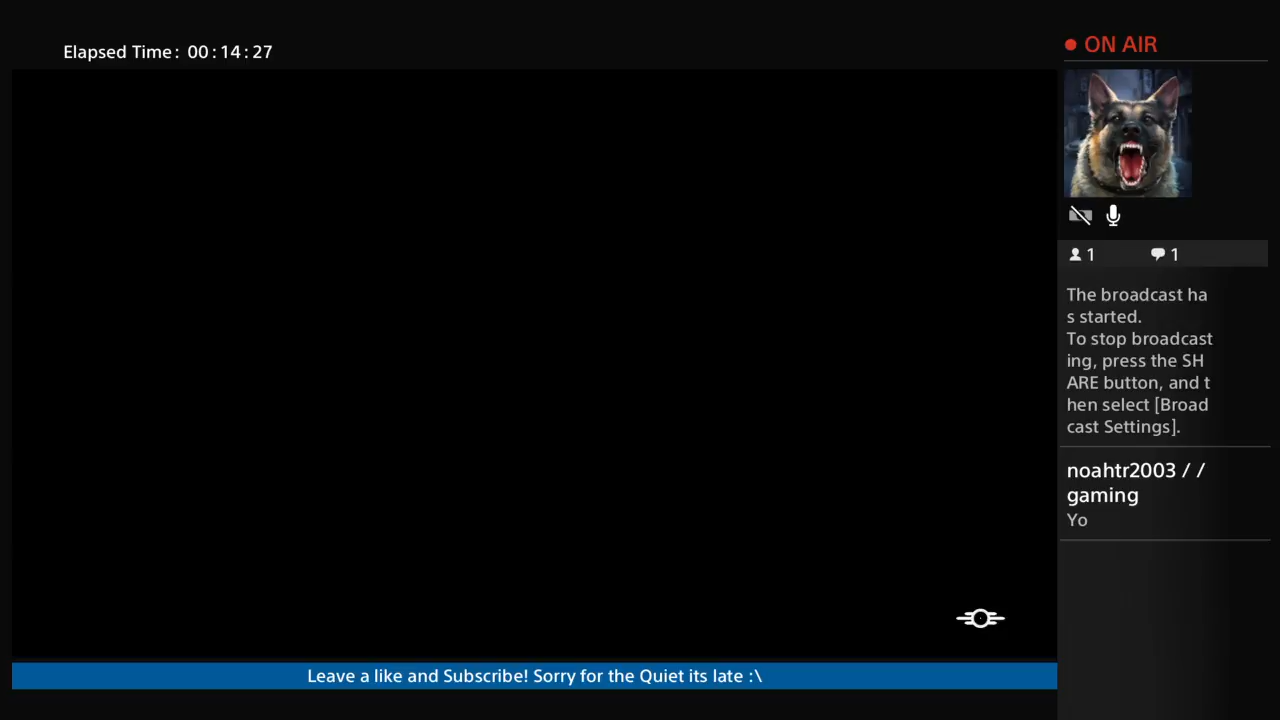 Elapsed Time: 00:14:27
ON AIR
1 1
The broadcast ha
s started.
To stop broadcast
ing, press the SH
ARE button, and t
hen select [Broad
cast Settings].
noahtr2003 / /
gaming
Yo
Leave a like and Subscribe! Sorry for the Quiet its late :\